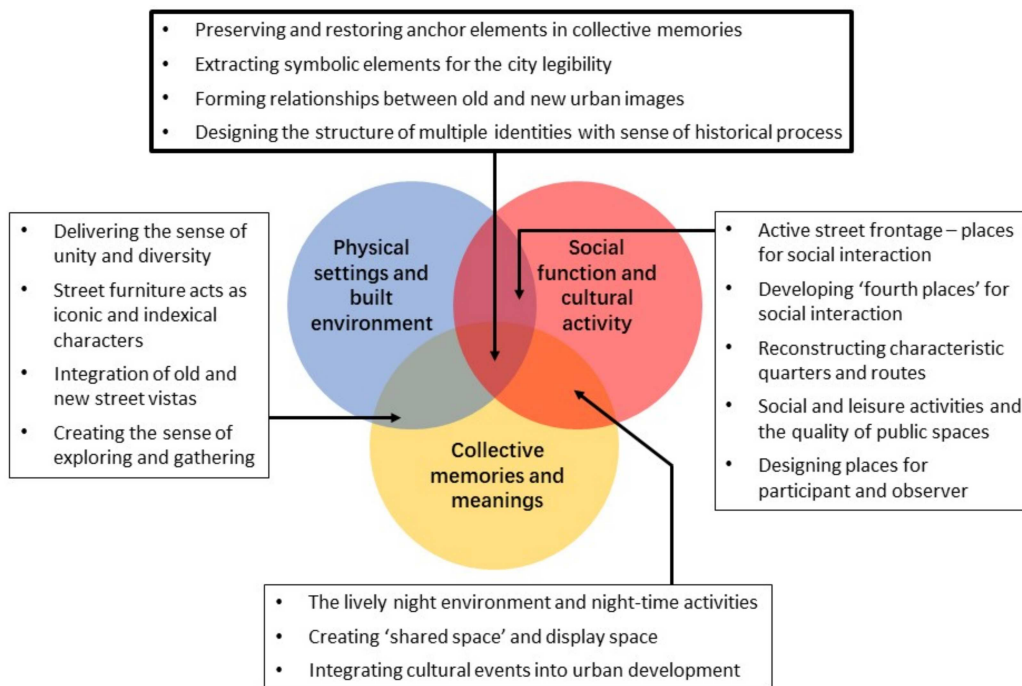 • Preserving and restoring anchor elements in collective memories
• Extracting symbolic elements for the city legibility
• Forming relationships between old and new urban images
• Designing the structure of multiple identities with sense of historical process
• Delivering the sense of
unity and diversity
• Street furniture acts as
iconic and indexical
characters
• Integration of old and
new street vistas
• Creating the sense of
exploring and gathering
Physical
settings and
built
environment
Social
function and
cultural
activity
Collective
memories and
meanings
• Active street frontage – places
for social interaction
• Developing ‘fourth places’ for
social interaction
• Reconstructing characteristic
quarters and routes
• Social and leisure activities and
the quality of public spaces
• Designing places for
participant and observer
• The lively night environment and night-time activities
• Creating ‘shared space’ and display space
• Integrating cultural events into urban development